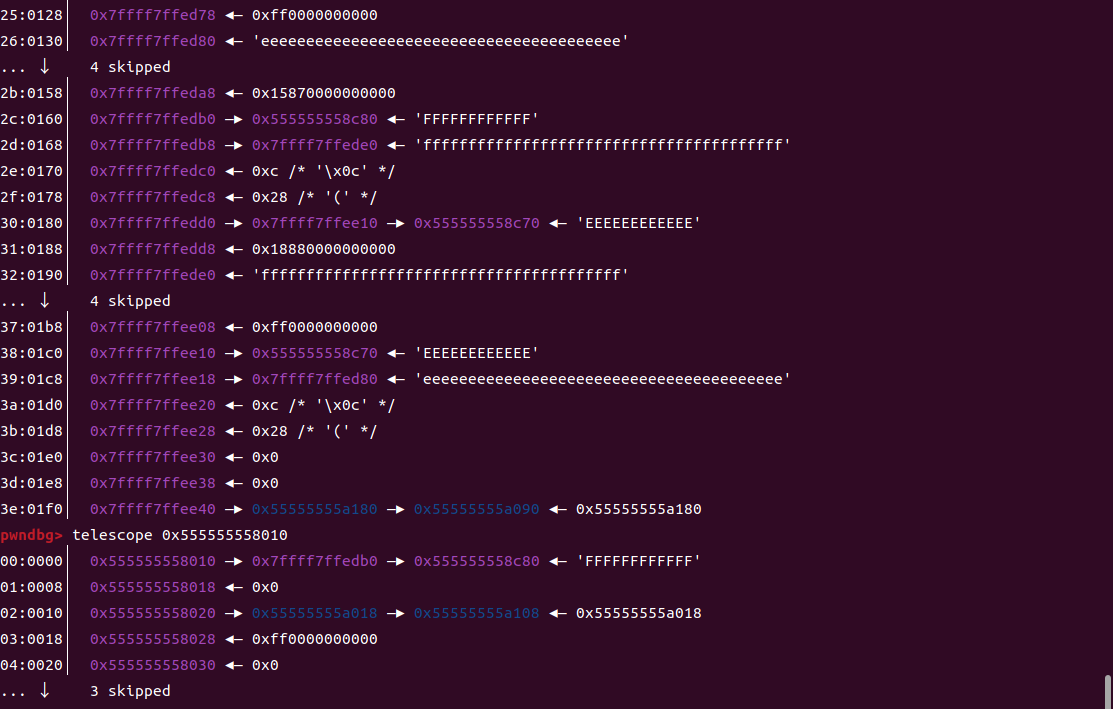 25:0128│  0x7ffff7ffed78 ◂— 0xff0000000000
26:0130│  0x7ffff7ffed80 ◂— 'eeeeeeeeeeeeeeeeeeeeeeeeeeeeeeeeeeeeeeee'
... ↓     4 skipped
2b:0158│  0x7ffff7ffeda8 ◂— 0x15870000000000
2c:0160│  0x7ffff7ffedb0 —▸ 0x555555558c80 ◂— 'FFFFFFFFFFFF'
2d:0168│  0x7ffff7ffedb8 —▸ 0x7ffff7ffede0 ◂— 'ffffffffffffffffffffffffffffffffffffffff'
2e:0170│  0x7ffff7ffedc0 ◂— 0xc /* '\x0c' */
2f:0178│  0x7ffff7ffedc8 ◂— 0x28 /* '(' */
30:0180│  0x7ffff7ffedd0 —▸ 0x7ffff7ffee10 —▸ 0x555555558c70 ◂— 'EEEEEEEEEEEE'
31:0188│  0x7ffff7ffedd8 ◂— 0x18880000000000
32:0190│  0x7ffff7ffede0 ◂— 'ffffffffffffffffffffffffffffffffffffffff'
... ↓     4 skipped
37:01b8│  0x7ffff7ffee08 ◂— 0xff0000000000
38:01c0│  0x7ffff7ffee10 —▸ 0x555555558c70 ◂— 'EEEEEEEEEEEE'
39:01c8│  0x7ffff7ffee18 —▸ 0x7ffff7ffed80 ◂— 'eeeeeeeeeeeeeeeeeeeeeeeeeeeeeeeeeeeeeeee'
3a:01d0│  0x7ffff7ffee20 ◂— 0xc /* '\x0c' */
3b:01d8│  0x7ffff7ffee28 ◂— 0x28 /* '(' */
3c:01e0│  0x7ffff7ffee30 ◂— 0x0
3d:01e8│  0x7ffff7ffee38 ◂— 0x0
3e:01f0│  0x7ffff7ffee40 —▸ 0x55555555a180 —▸ 0x55555555a090 ◂— 0x55555555a180
pwndbg> telescope 0x555555558010
00:0000│  0x555555558010 —▸ 0x7ffff7ffedb0 —▸ 0x555555558c80 ◂— 'FFFFFFFFFFFF'
01:0008│  0x555555558018 ◂— 0x0
02:0010│  0x555555558020 —▸ 0x55555555a018 —▸ 0x55555555a108 ◂— 0x55555555a018
03:0018│  0x555555558028 ◂— 0xff0000000000
04:0020│  0x555555558030 ◂— 0x0
... ↓     3 skipped